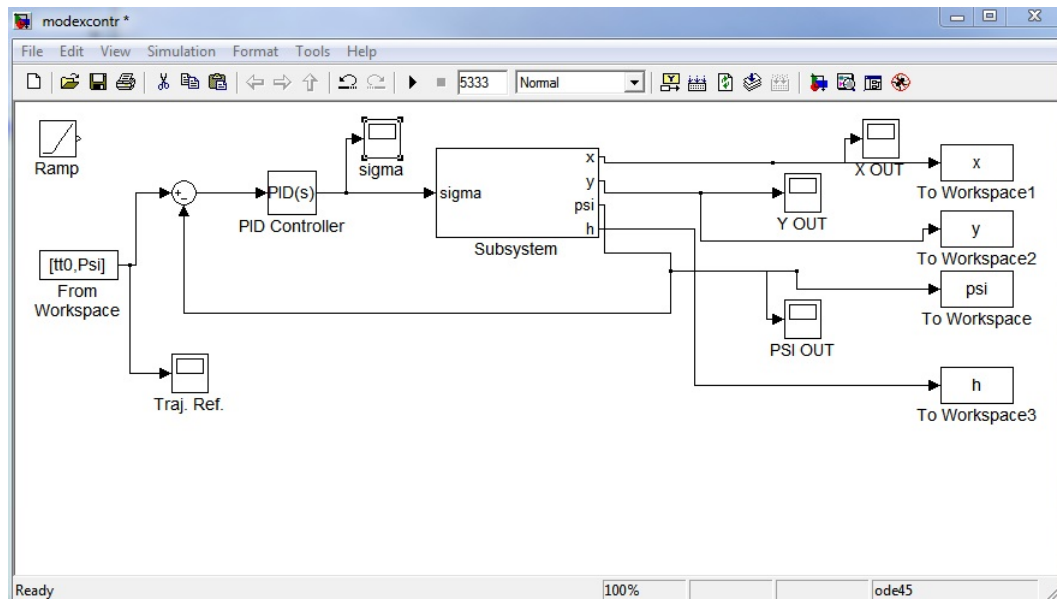 modexcontr *
File Edit View Simulation Format Tools Help
5333 Normal
Ramp
sigma
PID(s)
PID Controller
[tt0,Psi]
From
Workspace
Traj. Ref.
sigma
x
y
psi
h
Subsystem
X OUT
Y OUT
PSI OUT
x
To Workspace1
y
To Workspace2
psi
To Workspace
h
To Workspace3
Ready 100% ode45